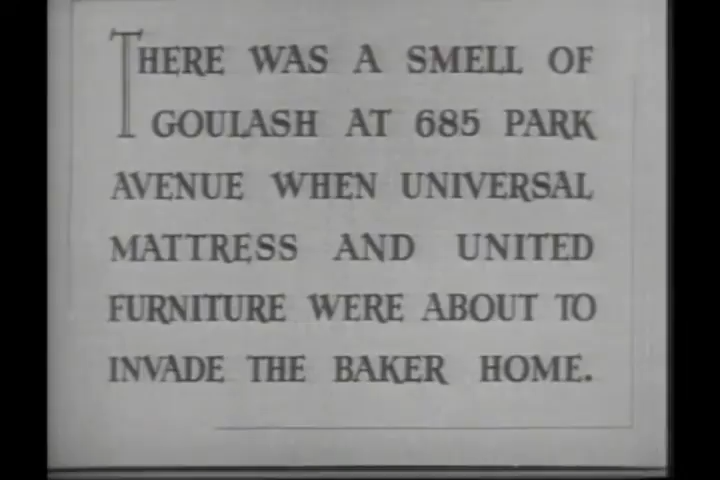 THERE WAS A SMELL OF
GOULASH AT 685 PARK
AVENUE WHEN UNIVERSAL
MATTRESS AND UNITED
FURNITURE WERE ABOUT TO
INVADE THE BAKER HOME.